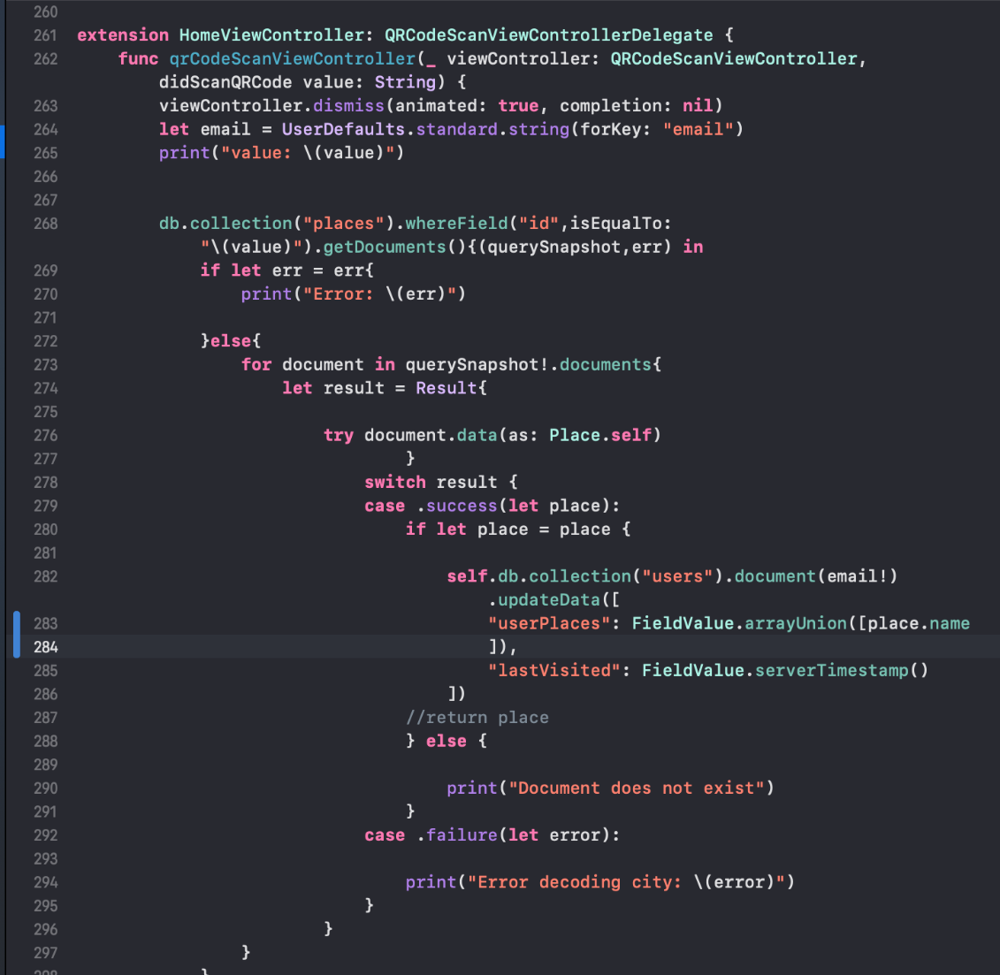 260
261 extension HomeViewController: QRCodeScanViewControllerDelegate {
262 func qrCodeScanViewController(_ viewController: QRCodeScanViewController,
didScanQRCode value: String) {
263 viewController.dismiss(animated: true, completion: nil)
264 let email = UserDefaults.standard.string(forKey: "email")
265 print("value: \(value)")
266
267
268 db.collection("places").whereField("id",isEqualTo:
"\(value)").getDocuments(){(querySnapshot,err) in
269 if let err = err{
270 print("Error: \(err)")
271
272 }else{
273 for document in querySnapshot!.documents{
274 let result = Result{
275
276 try document.data(as: Place.self)
277 }
278 switch result {
279 case .success(let place):
280 if let place = place {
281
282 self.db.collection("users").document(email!)
.updateData([
283 "userPlaces": FieldValue.arrayUnion([place.name
284 ]),
285 "lastVisited": FieldValue.serverTimestamp()
286 ])
287 //return place
288 } else {
289
290 print("Document does not exist")
291 }
292 case .failure(let error):
293
294 print("Error decoding city: \(error)")
295 }
296 }
297 }
298 }